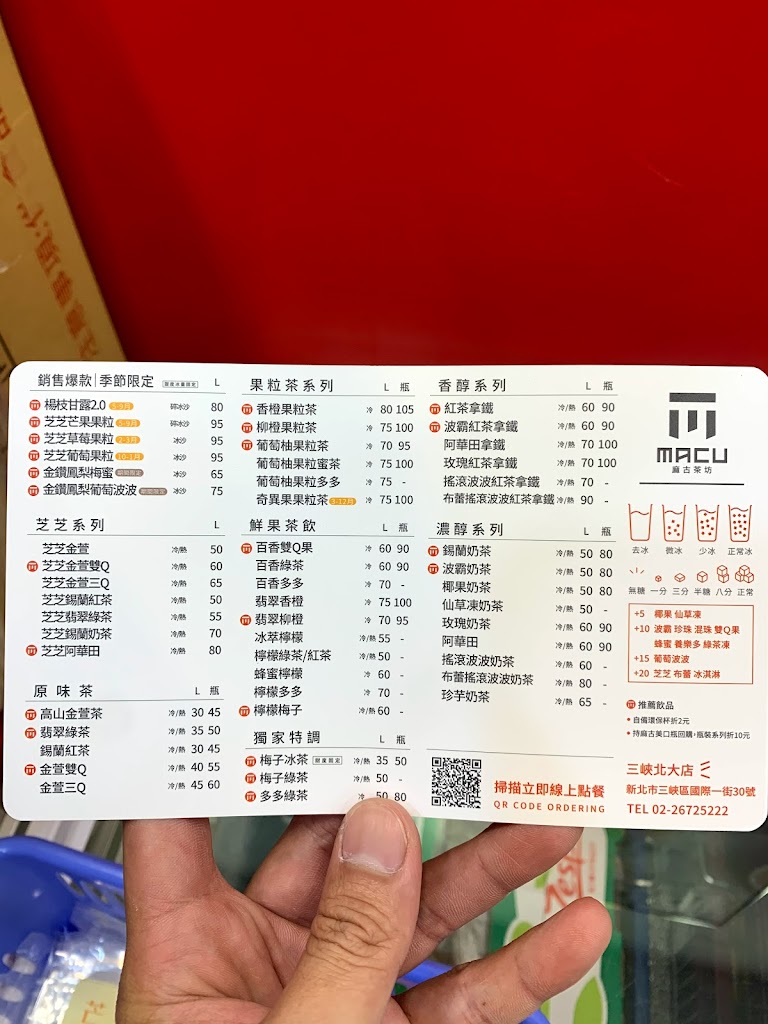 銷售爆款|季節限定 L
楊枝甘露2.0 5-9月 碎冰沙 80
芝芝芒果果粒 5-9月 碎冰沙 95
芝芝草莓果粒 2-3月 冰沙 95
芝芝葡萄果粒 10-1月 冰沙 95
金鑽鳳梨梅蜜 期間限定 冰沙 65
金鑽鳳梨葡萄波波 期間限定 冰沙 75
芝芝系列 L
芝芝金萱 冷/熱 50
芝芝金萱雙Q 冷/熱 60
芝芝金萱三Q 冷/熱 65
芝芝錫蘭紅茶 冷/熱 50
芝芝翡翠綠茶 冷/熱 55
芝芝錫蘭奶茶 冷/熱 70
芝芝阿華田 冷/熱 80
原味茶 L 瓶
高山金萱茶 冷/熱 30 45
翡翠綠茶 冷/熱 35 50
錫蘭紅茶 冷/熱 30 45
金萱雙Q 冷/熱 40 55
金萱三Q 冷/熱 45 60
果粒茶系列 L 瓶
香橙果粒茶 冷 80 105
柳橙果粒茶 冷 75 100
葡萄柚果粒茶 冷 70 95
葡萄柚果粒蜜茶 冷 75 100
葡萄柚果粒多多 冷 75 -
奇異果果粒茶 3-12月 冷 75 100
鮮果茶飲 L 瓶
百香雙Q果 冷 60 90
百香綠茶 冷 60 90
百香多多 冷 70 -
翡翠香橙 冷 75 100
翡翠柳橙 冷 70 95
冰萃檸檬 冷/熱 55 -
檸檬綠茶/紅茶 冷/熱 50 -
蜂蜜檸檬 冷 60 -
檸檬多多 冷 70 -
檸檬梅子 冷/熱 60 -
獨家特調 L 瓶
梅子冰茶 限量限定 冷/熱 35 50
梅子綠茶 冷/熱 50 -
多多綠茶 冷 50 80
香醇系列 L 瓶
紅茶拿鐵 冷/熱 60 90
波霸紅茶拿鐵 冷/熱 60 90
阿華田拿鐵 冷/熱 70 100
玫瑰紅茶拿鐵 冷/熱 70 100
搖滾波波紅茶拿鐵 冷/熱 70 -
布蕾搖滾波波紅茶拿鐵 冷/熱 90 -
濃醇系列 L 瓶
錫蘭奶茶 冷/熱 50 80
波霸奶茶 冷/熱 50 80
椰果奶茶 冷/熱 50 80
仙草凍奶茶 冷/熱 50 -
玫瑰奶茶 冷/熱 60 90
阿華田 冷/熱 60 90
搖滾波波奶茶 冷/熱 60 -
布蕾搖滾波波奶茶 冷/熱 80 -
珍芋奶茶 冷/熱 65 -
掃描立即線上點餐
QR CODE ORDERING
MACU
麻古茶坊
去冰 微冰 少冰 正常冰
無糖 一分 三分 半糖 八分 正常
+5 椰果 仙草凍
+10 波霸 珍珠 混珠 雙Q果
蜂蜜 養樂多 綠茶凍
+15 葡萄波波
+20 芝芝 布蕾 冰淇淋
推薦飲品
• 自備環保杯折2元
• 持麻古美口瓶回購，瓶裝系列折10元
三峽北大店
新北市三峽區國際一街30號
TEL 02-26725222